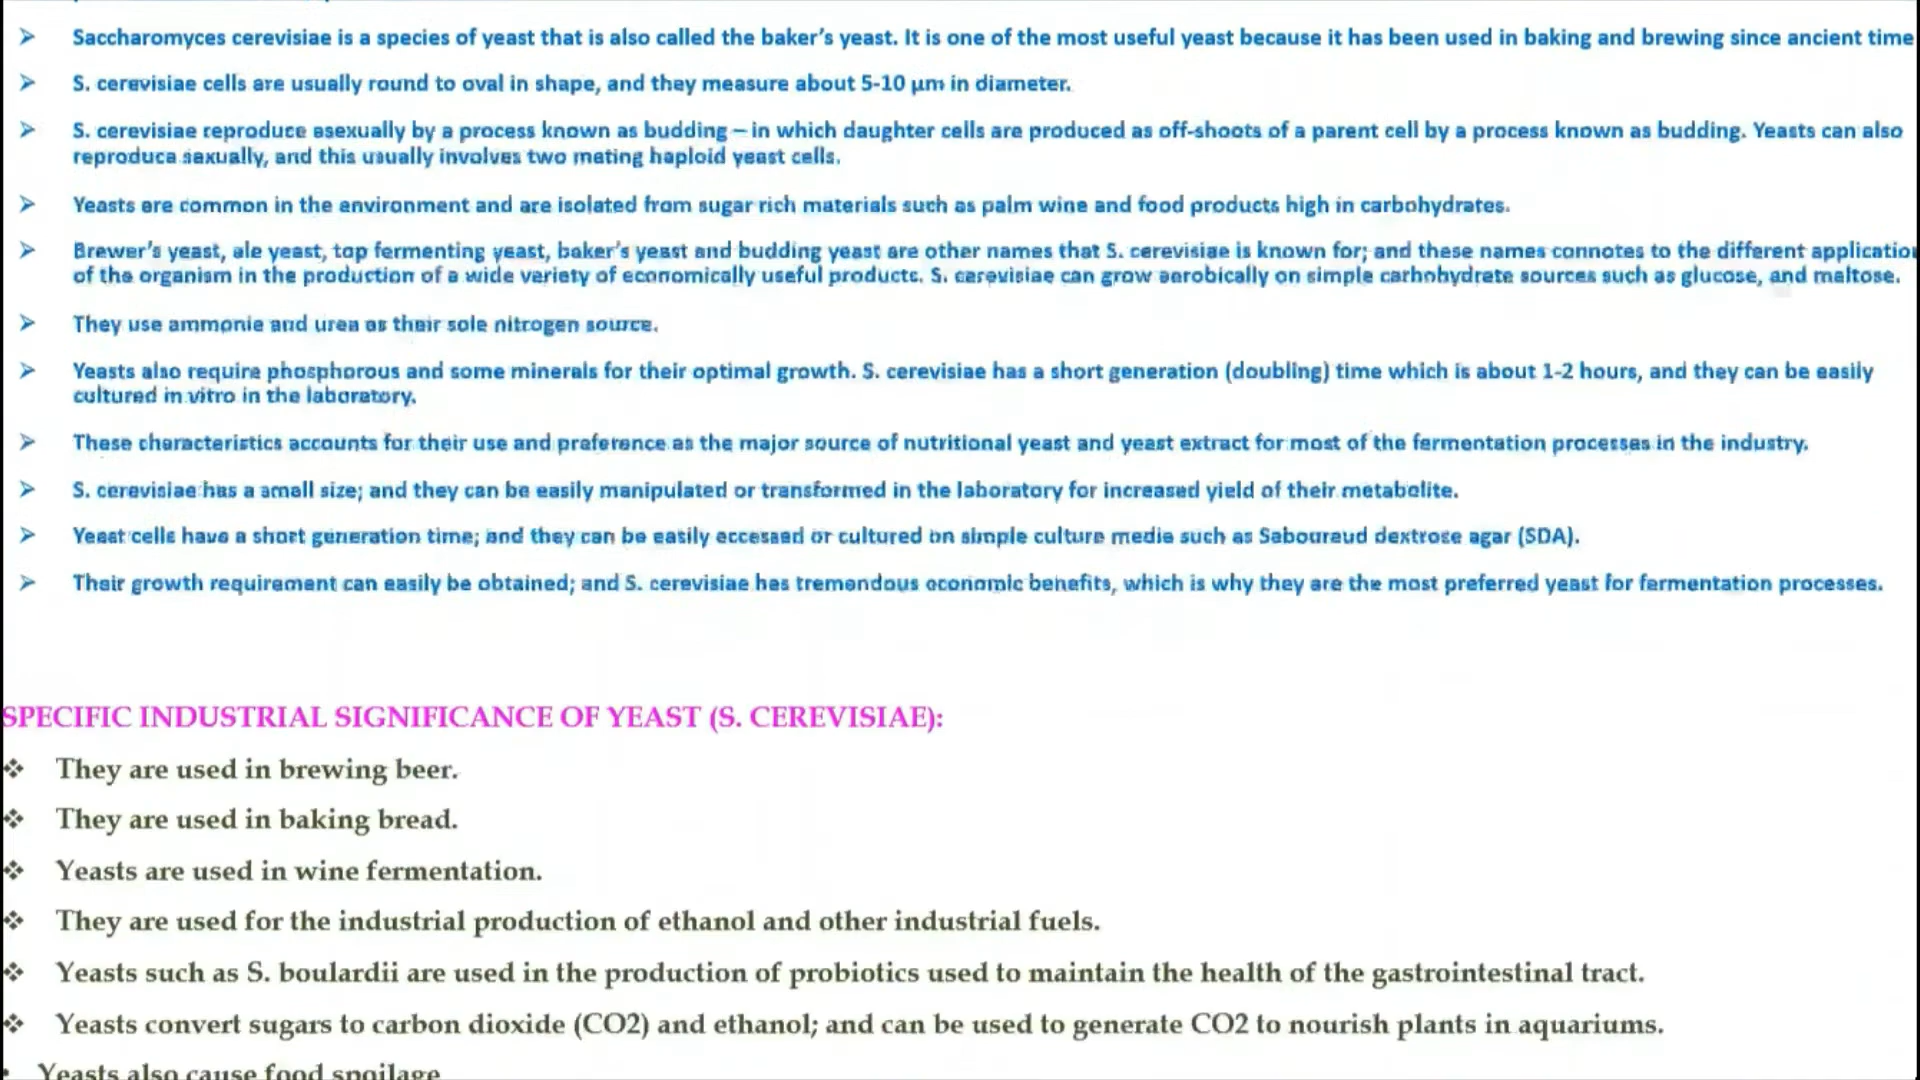 ➢ Saccharomyces cerevisiae is a species of yeast that is also called the baker's yeast. It is one of the most useful yeast because it has been used in baking and brewing since ancient time
➢ S. cerevisiae cells are usually round to oval in shape, and they measure about 5-10 µm in diameter.
➢ S. cerevisiae reproduce asexually by a process known as budding – in which daughter cells are produced as off-shoots of a parent cell by a process known as budding. Yeasts can also
reproduce sexually, and this usually involves two mating haploid yeast cells.
➢ Yeasts are common in the environment and are isolated from sugar rich materials such as palm wine and food products high in carbohydrates.
➢ Brewer's yeast, ale yeast, top fermenting yeast, baker's yeast and budding yeast are other names that S. cerevisiae is known for; and these names connotes to the different application
of the organism in the production of a wide veriety of economically useful products. S. cerevisiae can grow aerobically on simple carbohydrate sources such as glucose, and maltose.
➢ They use ammonia and urea as their sole nitrogen source.
➢ Yeasts also require phosphorous and some minerals for their optimal growth. S. cerevisiae has a short generation (doubling) time which is about 1-2 hours, and they can be easily
cultured in vitro in the laboratory.
➢ These characteristics accounts for their use and preference as the major source of nutritional yeast and yeast extract for most of the fermentation processes in the industry.
➢ S. cerevisiae has a small size; and they can be easily manipulated or transformed in the laboratory for increased yield of their metabolite.
➢ Yeast cells have a short generation time; and they can be easily accessed or cultured on simple culture media such as Sabouraud dextrose agar (SDA).
➢ Their growth requirement can easily be obtained; and S. cerevisiae has tremendous economic benefits, which is why they are the most preferred yeast for fermentation processes.
SPECIFIC INDUSTRIAL SIGNIFICANCE OF YEAST (S. CEREVISIAE):
❖ They are used in brewing beer.
❖ They are used in baking bread.
❖ Yeasts are used in wine fermentation.
❖ They are used for the industrial production of ethanol and other industrial fuels.
❖ Yeasts such as S. boulardii are used in the production of probiotics used to maintain the health of the gastrointestinal tract.
❖ Yeasts convert sugars to carbon dioxide (CO2) and ethanol; and can be used to generate CO2 to nourish plants in aquariums.
• Yeasts also cause food spoilage